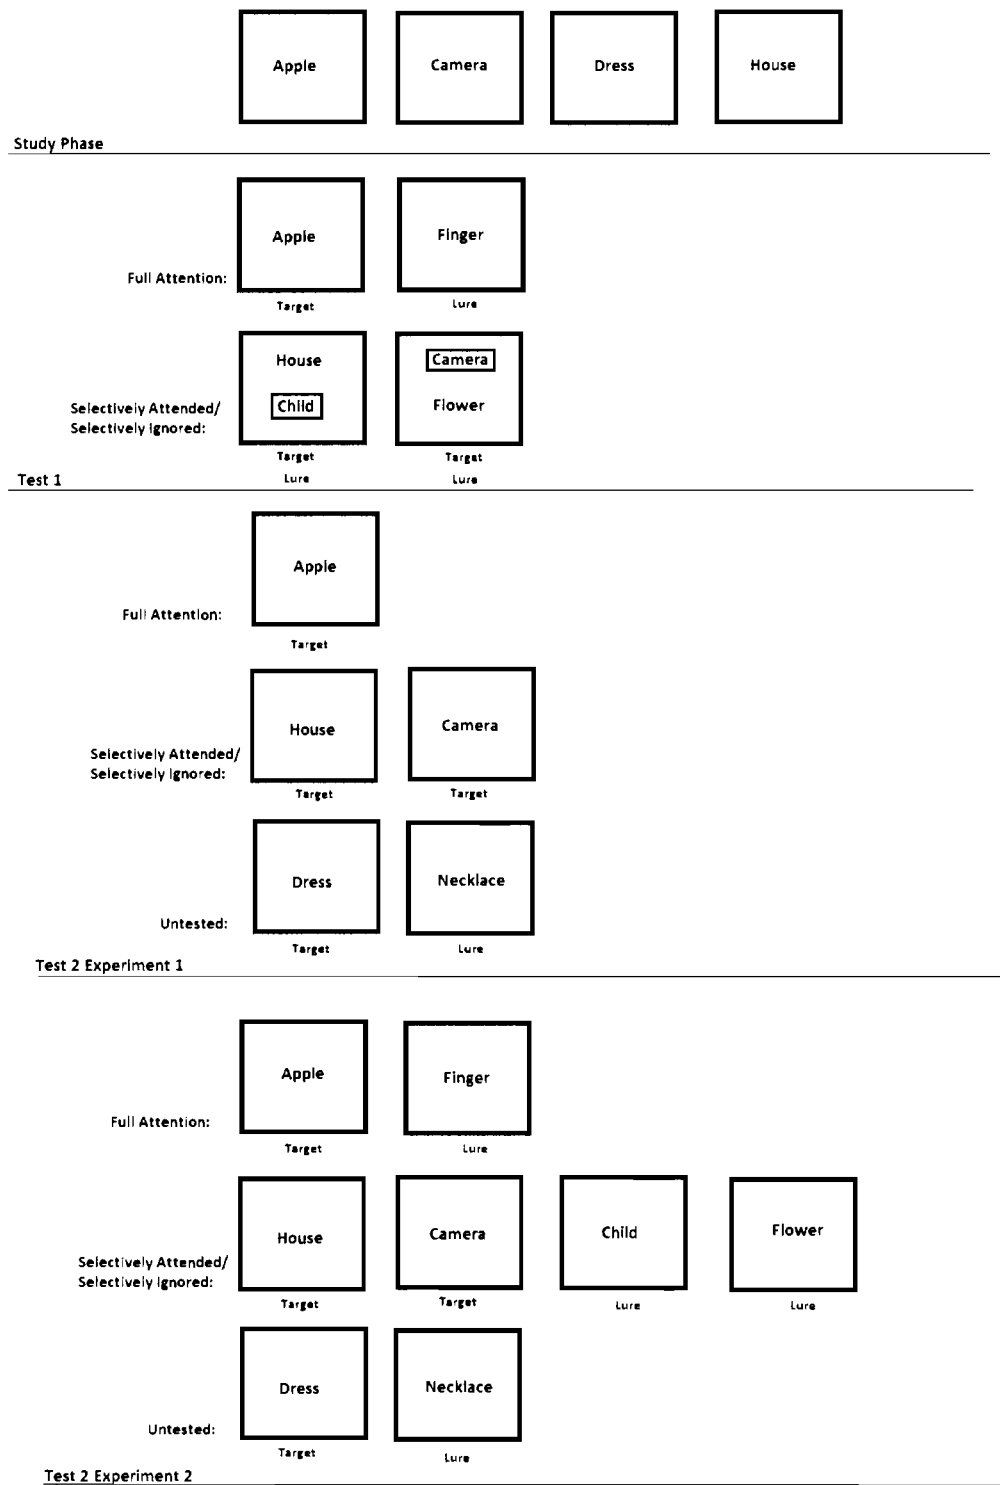 Apple Camera Dress House
Study Phase
Apple Finger
Full Attention:
Target Lure
House Camera
Child Flower
Selectively Attended/
Selectively Ignored:
Target Target
Lure Lure
Test 1
Apple
Full Attention:
Target
House Camera
Selectively Attended/
Selectively Ignored:
Target Target
Dress Necklace
Untested:
Target Lure
Test 2 Experiment 1
Apple Finger
Full Attention:
Target Lure
House Camera Child Flower
Selectively Attended/
Selectively Ignored:
Target Target Lure Lure
Dress Necklace
Untested:
Target Lure
Test 2 Experiment 2